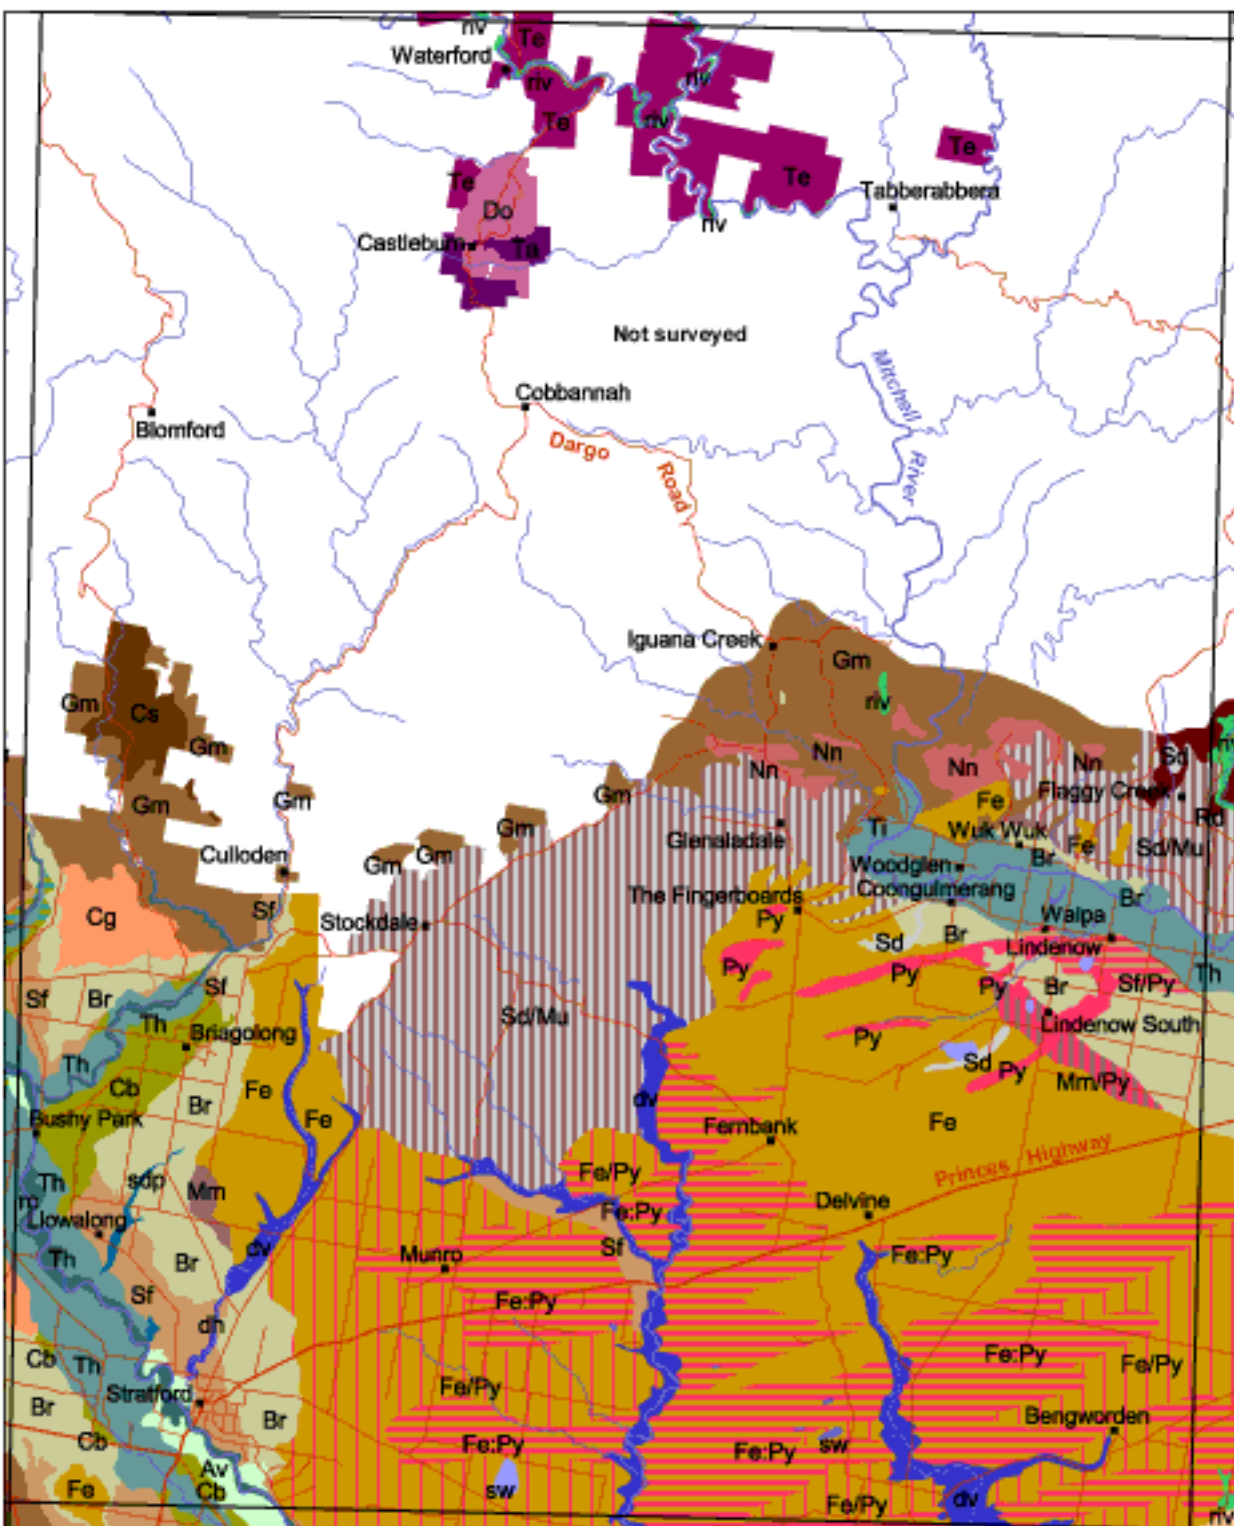 riv
Te
Waterford
riv
riv
Te
riv
Te
Te
Te
Tabberabbera
Do
riv
Castleburn
Tk
Not surveyed
Mitchell
River
Cobbannah
Blomford
Dargo
Road
Iguana Creek
Gm
Gm
Cs
riv
Gm
Nn
Nn
Nn
Nn
Sd
riv
Gm
Gm
Gm
Fe
Flaggy Creek
Rd
Gm
Glenaladale
Ti
Wuk Wuk
Fe
Sd/Mu
Culloden
Gm
Gm
Woodglen
Br
Coongulmerang
Br
Cg
Sf
Stockdale
The Fingerboards
Py
Walpa
Sd
Br
Lindenow
Py
Py
Th
Sf
Br
Sf
Py
Br
Sf/Py
Th
Briagolong
Sd/Mu
Py
Lindenow South
Th
Sd
Py
Mm/Py
Cb
Br
Fe
Fe
dv
Fernbank
Fe
Bushy Park
Princes Highway
Th
sdp
Mm
Fe/Py
rc
Llowalong
Fe:Py
Delvine
Th
Br
dv
Munro
Sf
Fe:Py
Sf
Fe:Py
dh
Cb
Th
Fe:Py
Fe/Py
Stratford
Fe/Py
Br
Br
Bengworden
Cb
Fe:Py
Fe:Py
sw
Av
Cb
Fe
sw
Fe/Py
dv
riv